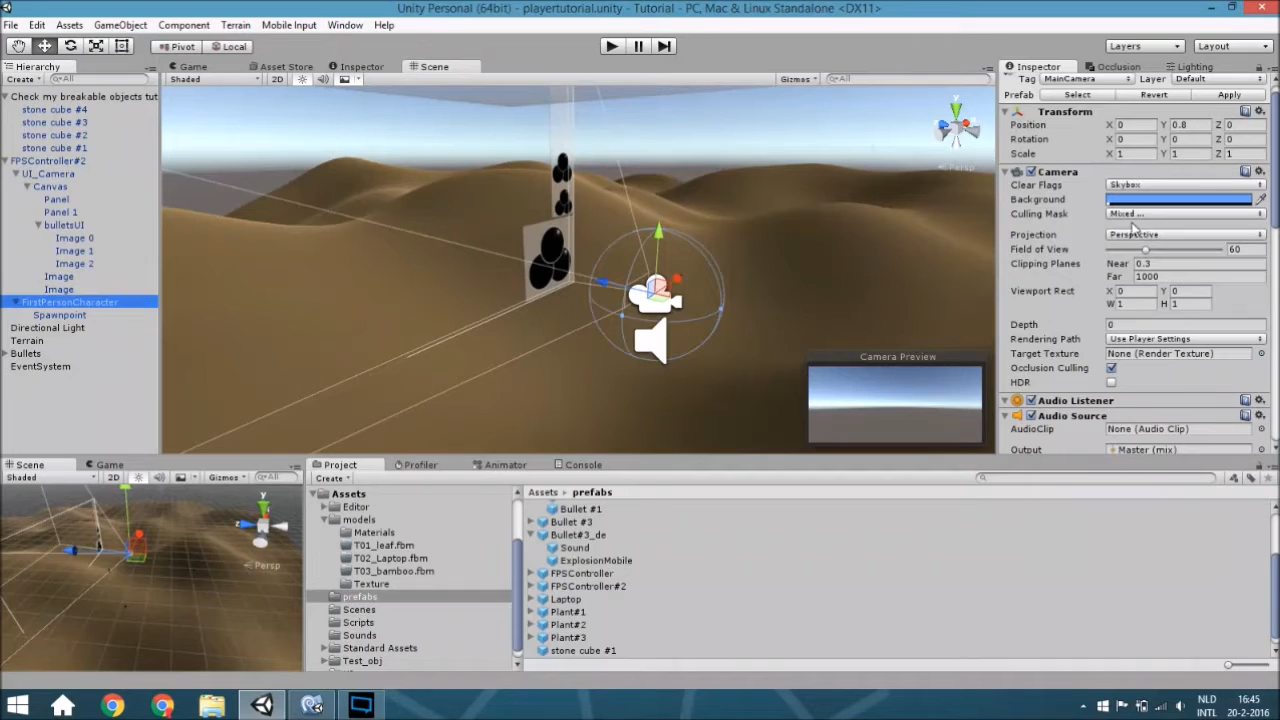 Unity Personal (64bit) - playertutorial.unity - Tutorial - PC, Mac & Linux Standalone <DX11>
File Edit Assets GameObject Component Terrain Mobile Input Window Help
Pivot Local Layers Layout
Hierarchy Game Asset Store Inspector Scene Inspector Occlusion Lighting
Create All Shaded 2D Gizmos All Tag MainCamera Layer Default
Check my breakable objects tut Prefab Select Revert Apply
stone cube #4 Transform
stone cube #3 Position X 0 Y 0.8 Z 0
stone cube #2 Rotation X 0 Y 0 Z 0
stone cube #1 Scale X 1 Y 1 Z 1
FPSController#2 y Persp
UI_Camera Camera
Canvas Clear Flags Skybox
Panel Background
Panel 1 Culling Mask Mixed ...
bulletsUI Projection Perspective
Image 0 Field of View 60
Image 1 Clipping Planes Near 0.3
Image 2 Far 1000
Image Viewport Rect X 0 Y 0
Image W 1 H 1
FirstPersonCharacter
Spawnpoint Depth 0
Directional Light Rendering Path Use Player Settings
Terrain Target Texture None (Render Texture)
Bullets Camera Preview Occlusion Culling
EventSystem HDR
Audio Listener
Audio Source
AudioClip None (Audio Clip)
Output Master (mix)
Scene Game Project Profiler Animator Console
Shaded 2D Gizmos All Create
Assets Assets prefabs
Editor Bullet #1
models Bullet #3
Materials Bullet#3_de
T01_leaf.fbm Sound
T02_Laptop.fbm ExplosionMobile
T03_bamboo.fbm FPSController
Texture FPSController#2
prefabs Laptop
Scenes Plant#1
Scripts Plant#2
Sounds Plant#3
Standard Assets stone cube #1
Test_obj
y z Persp
NLD 16:45
INTL 20-2-2016